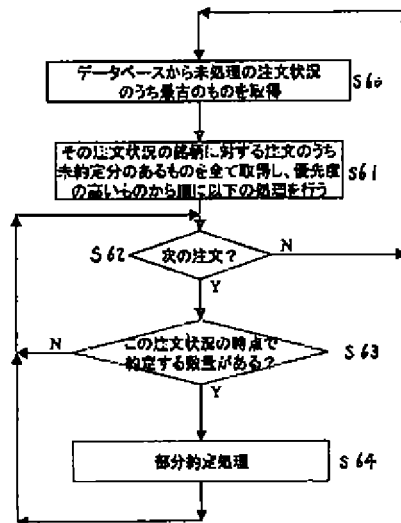 データベースから未処理の注文状況
のうち最古のものを取得
S60
その注文状況の銘柄に対する注文のうち
未約定分のあるものを全て取得し、優先度
の高いものから順に以下の処理を行う
S61
S62
次の注文?
N
Y
この注文状況の時点で
約定する数量がある?
S63
N
Y
部分約定処理
S64